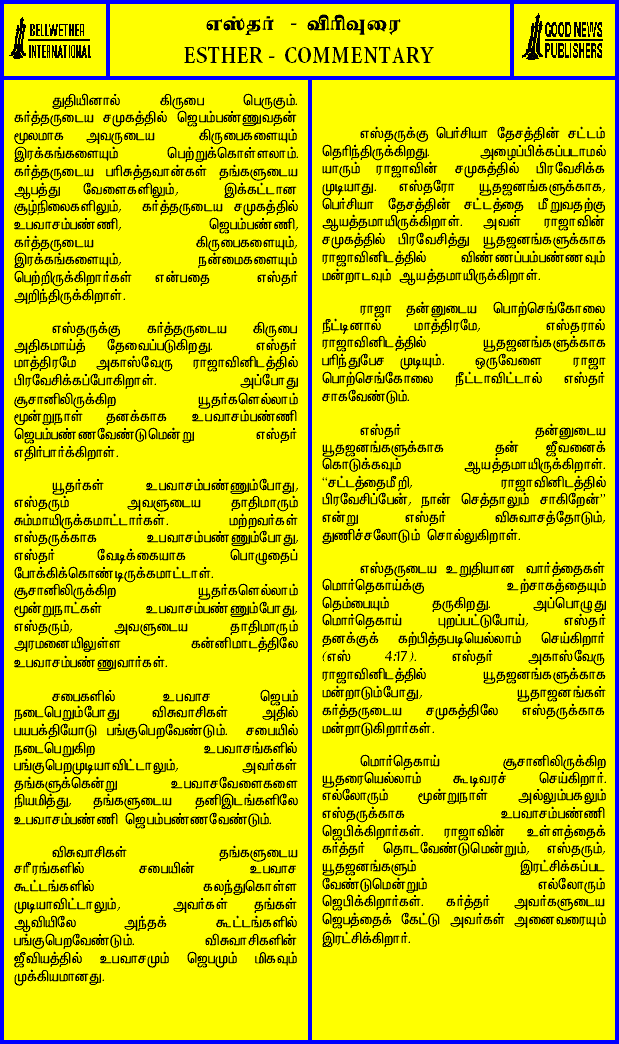 BELLWETHER
INTERNATIONAL
எஸ்தர் - விரிவுரை
ESTHER - COMMENTARY
GOOD NEWS
PUBLISHERS
துதியினால் கிருபை பெருகும்.
கர்த்தருடைய சமுகத்தில் ஜெபம்பண்ணுவதன்
மூலமாக அவருடைய கிருபைகளையும்
இரக்கங்களையும் பெற்றுக்கொள்ளலாம்.
கர்த்தருடைய பரிசுத்தவான்கள் தங்களுடைய
ஆபத்து வேளைகளிலும், இக்கட்டான
சூழ்நிலைகளிலும், கர்த்தருடைய சமுகத்தில்
உபவாசம்பண்ணி, ஜெபம்பண்ணி,
கர்த்தருடைய கிருபைகளையும்,
இரக்கங்களையும், நன்மைகளையும்
பெற்றிருக்கிறார்கள் என்பதை எஸ்தர்
அறிந்திருக்கிறாள்.
எஸ்தருக்கு கர்த்தருடைய கிருபை
அதிகமாய்த் தேவைப்படுகிறது. எஸ்தர்
மாத்திரமே அகாஸ்வேரு ராஜாவினிடத்தில்
பிரவேசிக்கப்போகிறாள். அப்போது
சூசானிலிருக்கிற யூதர்களெல்லாம்
மூன்றுநாள் தனக்காக உபவாசம்பண்ணி
ஜெபம்பண்ணவேண்டுமென்று எஸ்தர்
எதிர்பார்க்கிறாள்.
யூதர்கள் உபவாசம்பண்ணும்போது,
எஸ்தரும் அவளுடைய தாதிமாரும்
சும்மாயிருக்கமாட்டார்கள். மற்றவர்கள்
எஸ்தருக்காக உபவாசம்பண்ணும்போது,
எஸ்தர் வேடிக்கையாக பொழுதைப்
போக்கிக்கொண்டிருக்கமாட்டாள்.
சூசானிலிருக்கிற யூதர்களெல்லாம்
மூன்றுநாட்கள் உபவாசம்பண்ணும்போது,
எஸ்தரும், அவளுடைய தாதிமாரும்
அரமனையிலுள்ள கன்னிமாடத்திலே
உபவாசம்பண்ணுவார்கள்.
சபைகளில் உபவாச ஜெபம்
நடைபெறும்போது விசுவாசிகள் அதில்
பயபக்தியோடு பங்குபெறவேண்டும். சபையில்
நடைபெறுகிற உபவாசங்களில்
பங்குபெறமுடியாவிட்டாலும், அவர்கள்
தங்களுக்கென்று உபவாசவேளைகளை
நியமித்து, தங்களுடைய தனிஇடங்களிலே
உபவாசம்பண்ணி ஜெபம்பண்ணவேண்டும்.
விசுவாசிகள் தங்களுடைய
சரீரங்களில் சபையின் உபவாச
கூட்டங்களில் கலந்துகொள்ள
முடியாவிட்டாலும், அவர்கள் தங்கள்
ஆவியிலே அந்தக் கூட்டங்களில்
பங்குபெறவேண்டும். விசுவாசிகளின்
ஜீவியத்தில் உபவாசமும் ஜெபமும் மிகவும்
முக்கியமானது.
எஸ்தருக்கு பெர்சியா தேசத்தின் சட்டம்
தெரிந்திருக்கிறது. அழைப்பிக்கப்படாமல்
யாரும் ராஜாவின் சமுகத்தில் பிரவேசிக்க
முடியாது. எஸ்தரோ யூதஜனங்களுக்காக,
பெர்சியா தேசத்தின் சட்டத்தை மீறுவதற்கு
ஆயத்தமாயிருக்கிறாள். அவள் ராஜாவின்
சமுகத்தில் பிரவேசித்து யூதஜனங்களுக்காக
ராஜாவினிடத்தில் விண்ணப்பம்பண்ணவும்
மன்றாடவும் ஆயத்தமாயிருக்கிறாள்.
ராஜா தன்னுடைய பொற்செங்கோலை
நீட்டினால் மாத்திரமே, எஸ்தரால்
ராஜாவினிடத்தில் யூதஜனங்களுக்காக
பரிந்துபேச முடியும். ஒருவேளை ராஜா
பொற்செங்கோலை நீட்டாவிட்டால் எஸ்தர்
சாகவேண்டும்.
எஸ்தர் தன்னுடைய
யூதஜனங்களுக்காக தன் ஜீவனைக்
கொடுக்கவும் ஆயத்தமாயிருக்கிறாள்.
“சட்டத்தைமீறி, ராஜாவினிடத்தில்
பிரவேசிப்பேன், நான் செத்தாலும் சாகிறேன்”
என்று எஸ்தர் விசுவாசத்தோடும்,
துணிச்சலோடும் சொல்லுகிறாள்.
எஸ்தருடைய உறுதியான வார்த்தைகள்
மொர்தெகாய்க்கு உற்சாகத்தையும்
தெம்பையும் தருகிறது. அப்பொழுது
மொர்தெகாய் புறப்பட்டுபோய், எஸ்தர்
தனக்குக் கற்பித்தபடியெல்லாம் செய்கிறார்
(எஸ் 4:17). எஸ்தர் அகாஸ்வேரு
ராஜாவினிடத்தில் யூதஜனங்களுக்காக
மன்றாடும்போது, யூதாஜனங்கள்
கர்த்தருடைய சமுகத்திலே எஸ்தருக்காக
மன்றாடுகிறார்கள்.
மொர்தெகாய் சூசானிலிருக்கிற
யூதரையெல்லாம் கூடிவரச் செய்கிறார்.
எல்லோரும் மூன்றுநாள் அல்லும்பகலும்
எஸ்தருக்காக உபவாசம்பண்ணி
ஜெபிக்கிறார்கள். ராஜாவின் உள்ளத்தைக்
கர்த்தர் தொடவேண்டுமென்றும், எஸ்தரும்,
யூதஜனங்களும் இரட்சிக்கப்பட
வேண்டுமென்றும் எல்லோரும்
ஜெபிக்கிறார்கள். கர்த்தர் அவர்களுடைய
ஜெபத்தைக் கேட்டு அவர்கள் அனைவரையும்
இரட்சிக்கிறார்.